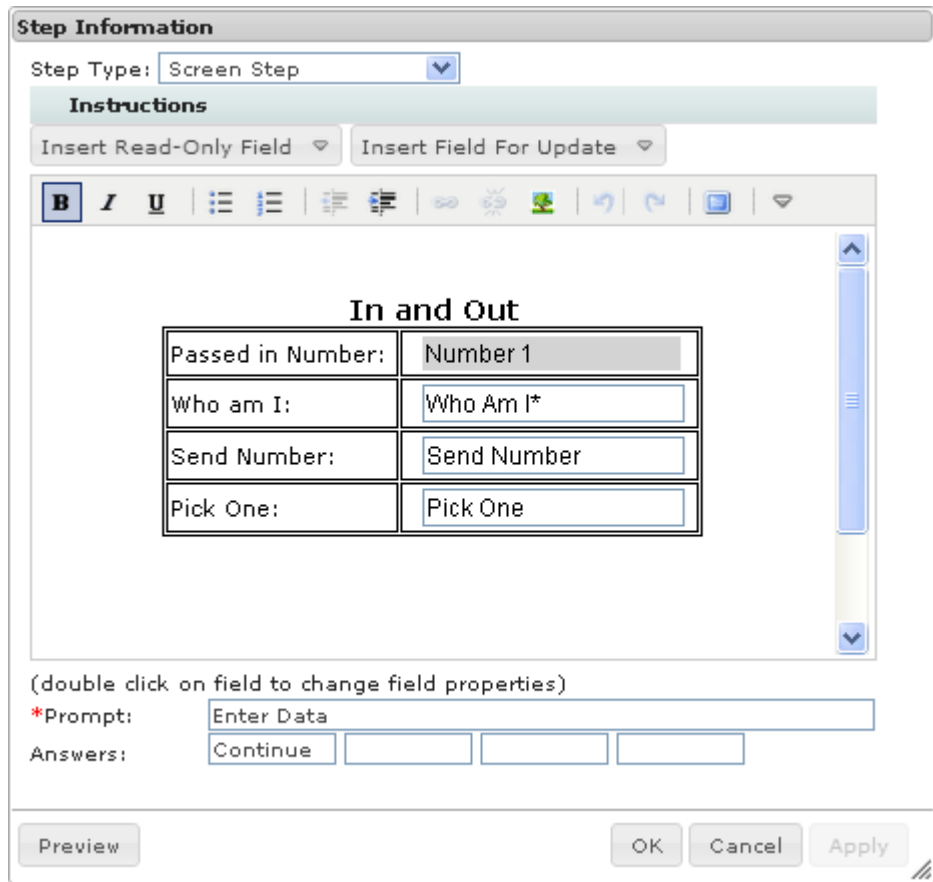 Step Information
Step Type: Screen Step
Instructions
Insert Read-Only Field Insert Field For Update
B I U
In and Out
Passed in Number: Number 1
Who am I: Who Am I*
Send Number: Send Number
Pick One: Pick One
(double click on field to change field properties)
*Prompt: Enter Data
Answers: Continue
Preview OK Cancel Apply